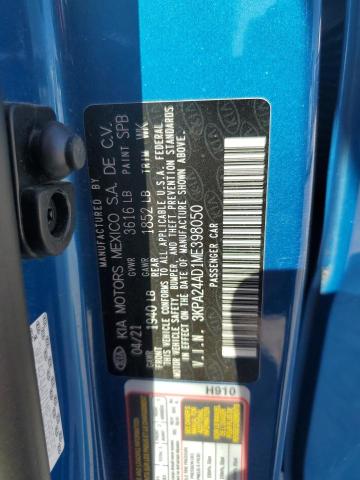 MANUFACTURED BY
KIA KIA MOTORS MEXICO S.A. DE C.V.
04/21 GVWR 3616 LB PAINT SPB
GAWR FRONT 1940 LB GAWR REAR 1852 LB TRIM WK
THIS VEHICLE CONFORMS TO ALL APPLICABLE U.S.A. FEDERAL
MOTOR VEHICLE SAFETY, BUMPER, AND THEFT PREVENTION STANDARDS
IN EFFECT ON THE DATE OF MANUFACTURE SHOWN ABOVE.
V.I.N. 3KPA24AD1ME398050
PASSENGER CAR
H910